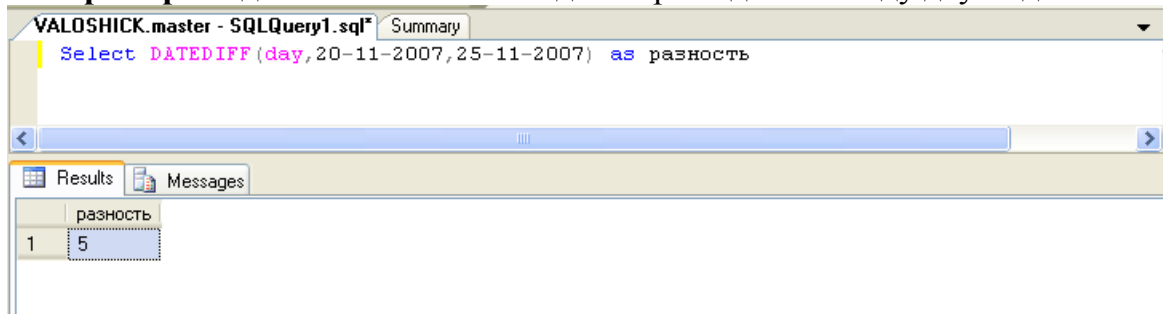 VALOSHICK.master - SQLQuery1.sql* Summary
Select DATEDIFF(day,20-11-2007,25-11-2007) as разность
Results Messages
разность
1 5